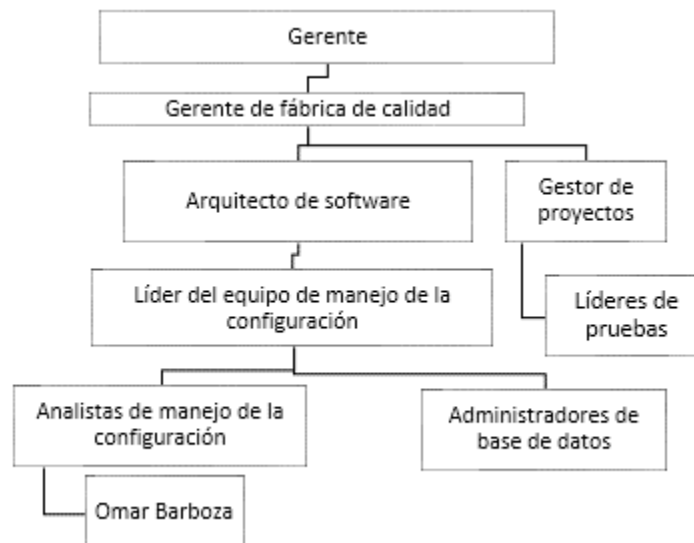 Gerente
Gerente de fábrica de calidad
Arquitecto de software
Gestor de
proyectos
Líder del equipo de manejo de la
configuración
Líderes de
pruebas
Analistas de manejo de la
configuración
Administradores de
base de datos
Omar Barboza